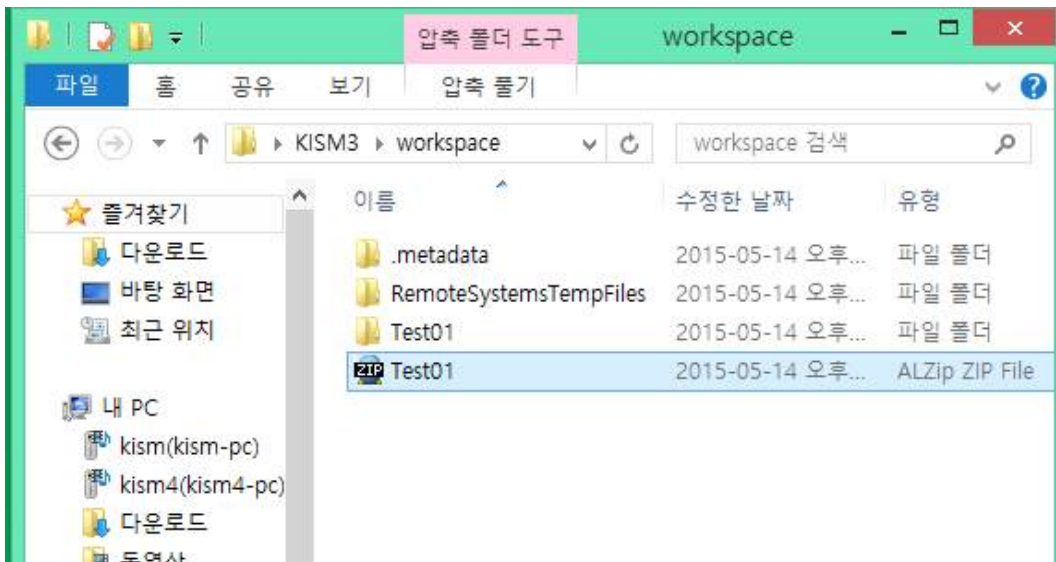 압축 폴더 도구 workspace
파일 홈 공유 보기 압축 풀기
KISM3 workspace workspace 검색
이름 수정한 날짜 유형
즐겨찾기
다운로드
바탕 화면
최근 위치
내 PC
kism(kism-pc)
kism4(kism4-pc)
다운로드
동영상
.metadata 2015-05-14 오후... 파일 폴더
RemoteSystemsTempFiles 2015-05-14 오후... 파일 폴더
Test01 2015-05-14 오후... 파일 폴더
ZIP Test01 2015-05-14 오후... ALZip ZIP File